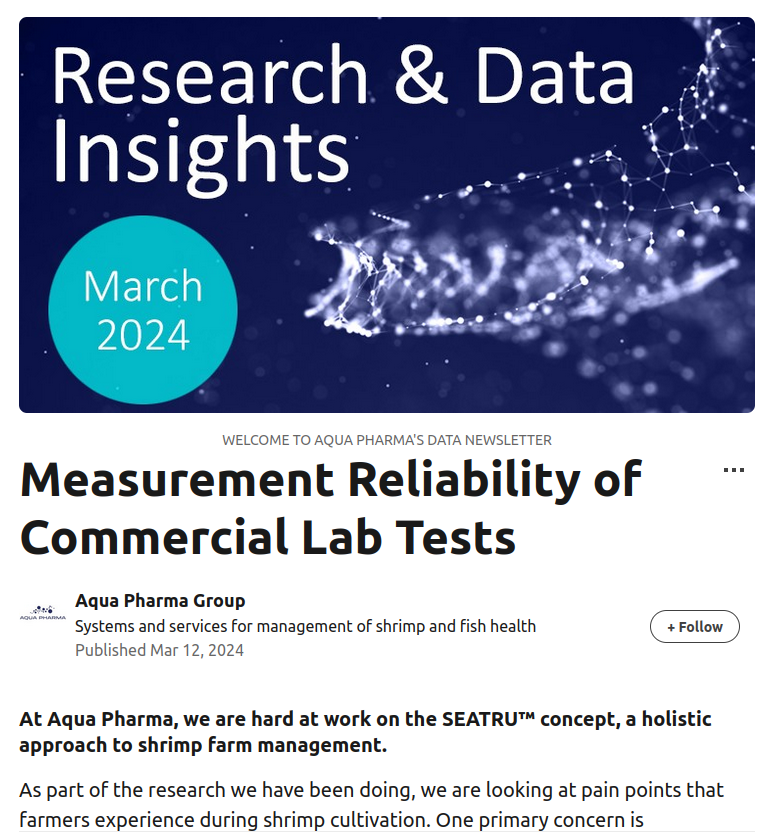 Research & Data
Insights
March
2024
WELCOME TO AQUA PHARMA'S DATA NEWSLETTER
Measurement Reliability of
Commercial Lab Tests
AQUA PHARMA
Aqua Pharma Group
Systems and services for management of shrimp and fish health
Published Mar 12, 2024
+ Follow
At Aqua Pharma, we are hard at work on the SEATRU™ concept, a holistic
approach to shrimp farm management.
As part of the research we have been doing, we are looking at pain points that
farmers experience during shrimp cultivation. One primary concern is